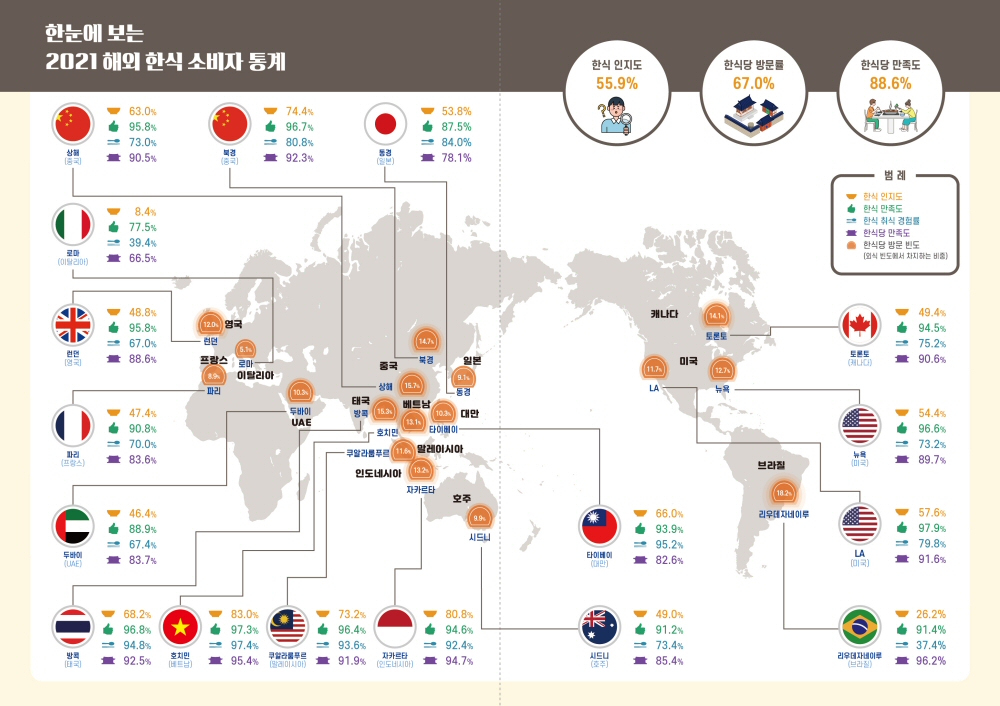 한눈에 보는
2021 해외 한식 소비자 통계
한식 인지도
55.9%
한식당 방문률
67.0%
한식당 만족도
88.6%
범 례
한식 인지도
한식 만족도
한식 취식 경험률
한식당 만족도
한식당 방문 빈도
(외식 빈도에서 차지하는 비중)
63.0%
95.8%
73.0%
90.5%
상해
(중국)
74.4%
96.7%
80.8%
92.3%
북경
(중국)
53.8%
87.5%
84.0%
78.1%
동경
(일본)
8.4%
77.5%
39.4%
66.5%
로마
(이탈리아)
48.8%
95.8%
67.0%
88.6%
런던
(영국)
47.4%
90.8%
70.0%
83.6%
파리
(프랑스)
46.4%
88.9%
67.4%
83.7%
두바이
(UAE)
68.2%
96.8%
94.8%
92.5%
방콕
(태국)
83.0%
97.3%
97.4%
95.4%
호치민
(베트남)
73.2%
96.4%
93.6%
91.9%
쿠알라룸푸르
(말레이시아)
80.8%
94.6%
92.4%
94.7%
자카르타
(인도네시아)
66.0%
93.9%
95.2%
82.6%
타이베이
(대만)
49.0%
91.2%
73.4%
85.4%
시드니
(호주)
49.4%
94.5%
75.2%
90.6%
토론토
(캐나다)
54.4%
96.6%
73.2%
89.7%
뉴욕
(미국)
57.6%
97.9%
79.8%
91.6%
LA
(미국)
26.2%
91.4%
37.4%
96.2%
리우데자네이루
(브라질)
12.0%
영국
런던
프랑스
8.9%
파리
5.1%
로마
이탈리아
10.3%
두바이
UAE
14.7%
북경
중국
15.7%
상해
일본
9.1%
동경
태국
방콕
15.3%
베트남
13.1%
호치민
10.3%
대만
타이베이
쿠알라룸푸르
11.6%
말레이시아
인도네시아
13.2%
자카르타
호주
9.9%
시드니
캐나다
14.1%
토론토
미국
11.7%
LA
12.7%
뉴욕
브라질
18.2%
리우데자네이루